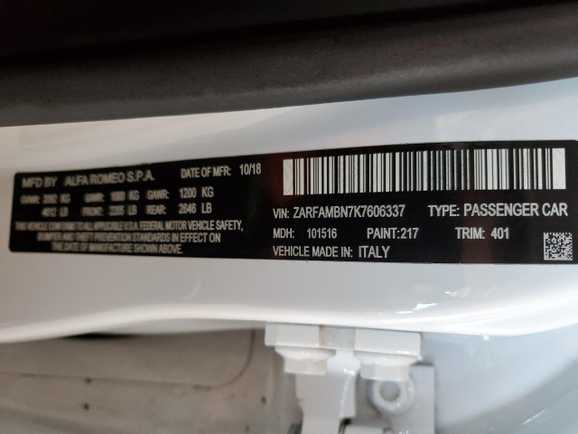 MFD BY ALFA ROMEO S.P.A. DATE OF MFR: 10/18
GVWR: KG GAWR: KG GAWR: 1200 KG
4612 LB FRONT: LB REAR: 2646 LB
THIS VEHICLE CONFORMS TO ALL APPLICABLE U.S. FEDERAL MOTOR VEHICLE SAFETY,
BUMPER AND THEFT PREVENTION STANDARDS IN EFFECT ON
THE DATE OF MANUFACTURE SHOWN ABOVE.
VIN: ZARFAMBN7K7606337 TYPE: PASSENGER CAR
MDH: 101516 PAINT:217 TRIM: 401
VEHICLE MADE IN: ITALY